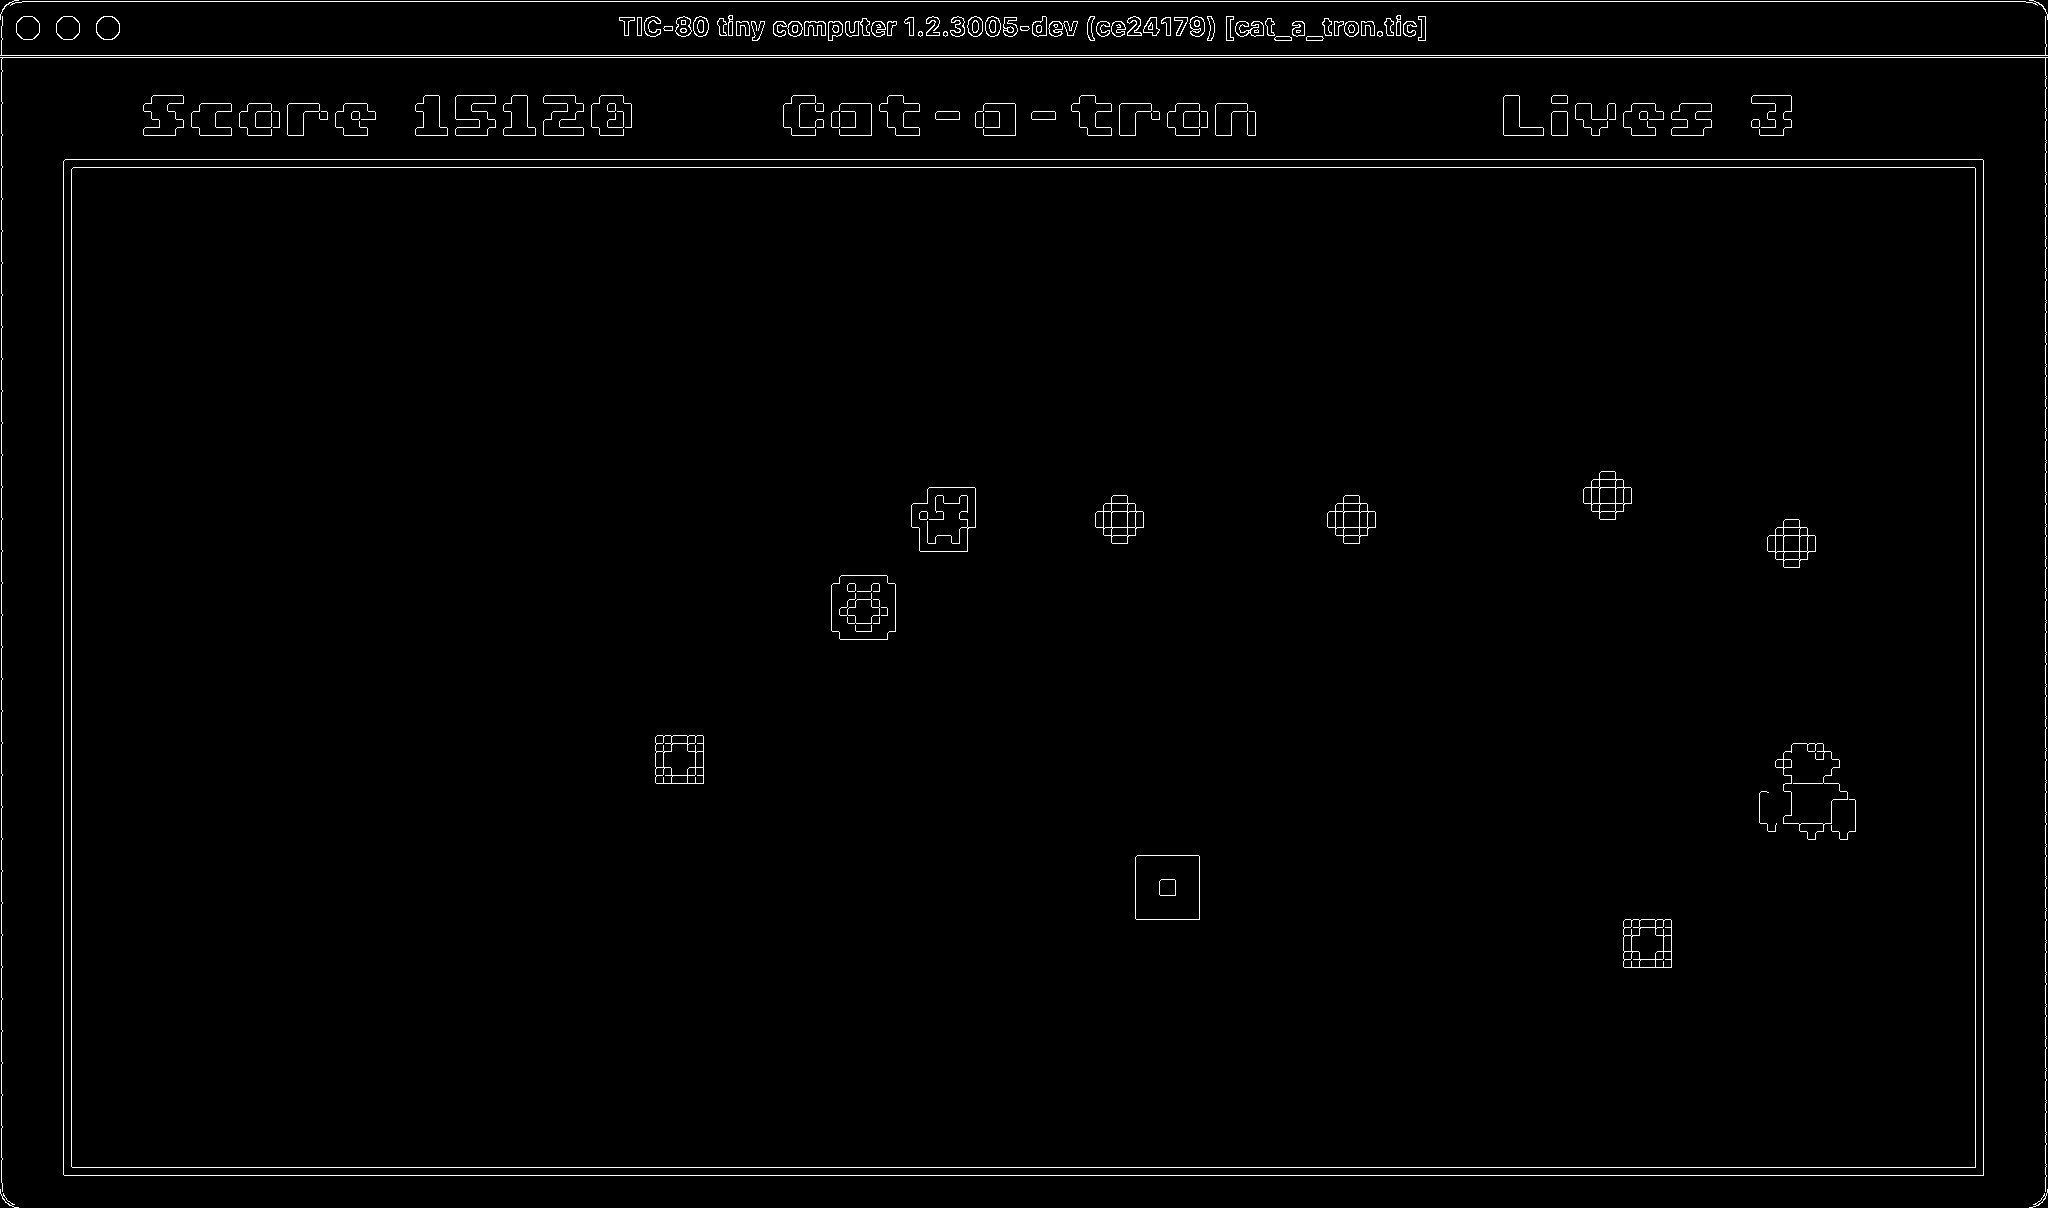 TIC-80 tiny computer 1.2.3005-dev (ce24179) [cat_a_tron.tic]
Score 15120 Cat-a-tron Lives 3